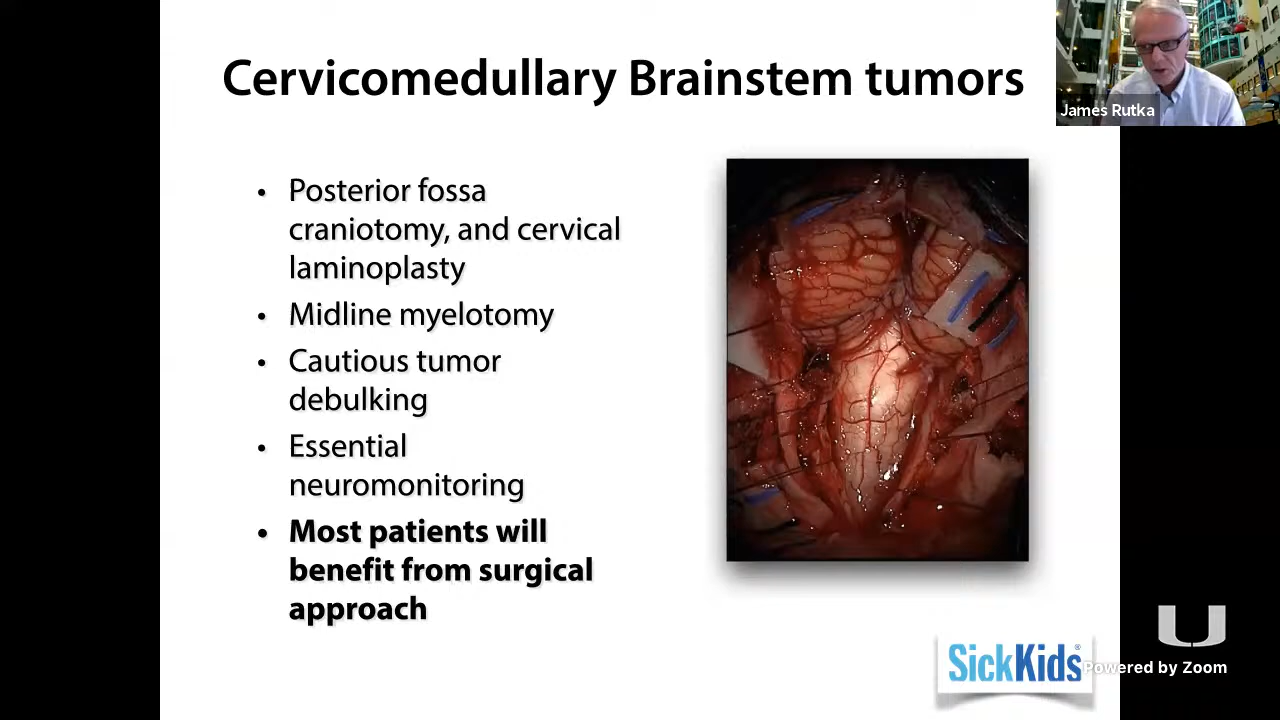 Cervicomedullary Brainstem tumors
James Rutka
• Posterior fossa
craniotomy, and cervical
laminoplasty
• Midline myelotomy
• Cautious tumor
debulking
• Essential
neuromonitoring
• Most patients will
benefit from surgical
approach
U
SickKids®
Powered by Zoom